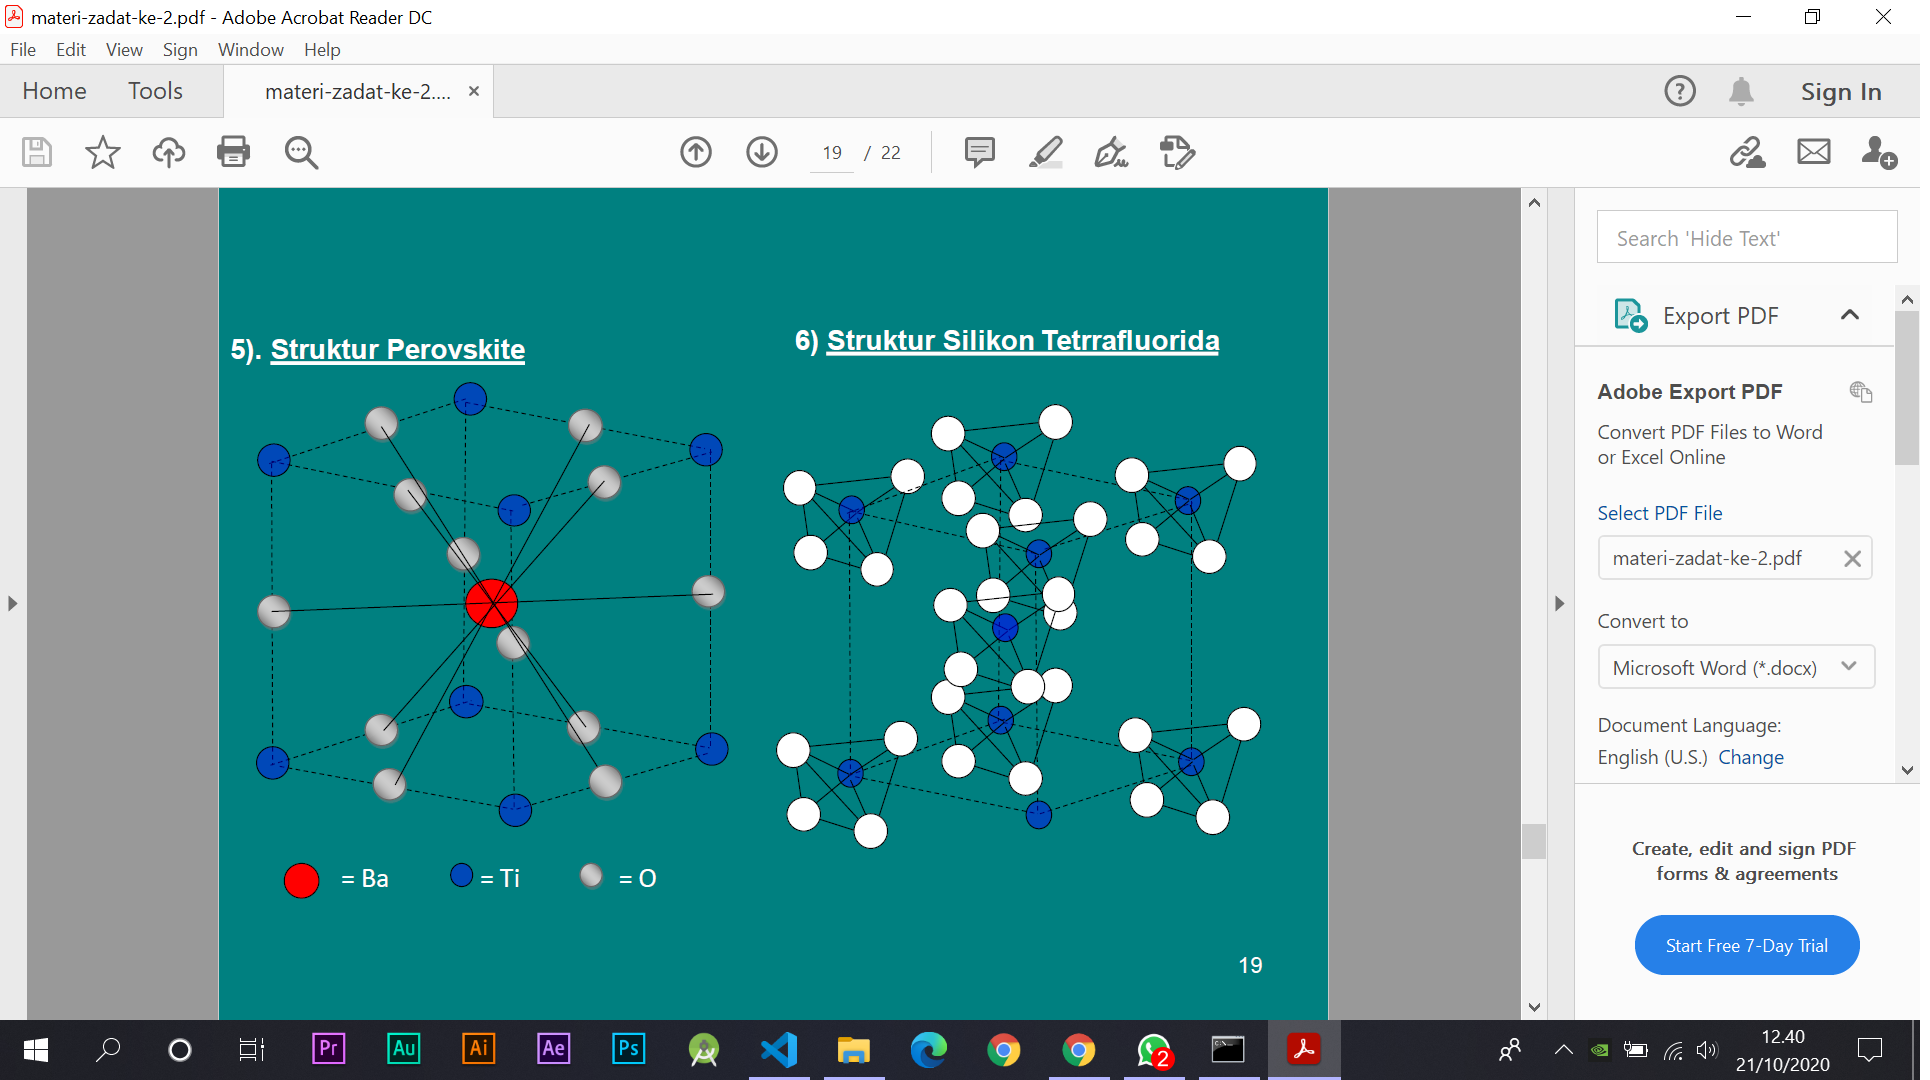 materi-zadat-ke-2.pdf - Adobe Acrobat Reader DC
File Edit View Sign Window Help
Home Tools materi-zadat-ke-2.... × Sign In
19 / 22
5). Struktur Perovskite
6) Struktur Silikon Tetrrafluorida
= Ba = Ti = O
19
Search 'Hide Text'
Export PDF
Adobe Export PDF
Convert PDF Files to Word
or Excel Online
Select PDF File
materi-zadat-ke-2.pdf
Convert to
Microsoft Word (*.docx)
Document Language:
English (U.S.) Change
Create, edit and sign PDF
forms & agreements
Start Free 7-Day Trial
Pr Au Ai Ae Ps 2
12.40
21/10/2020